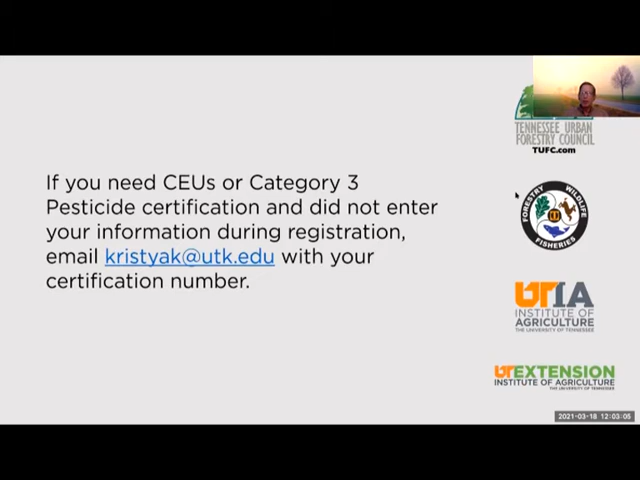 If you need CEUs or Category 3
Pesticide certification and did not enter
your information during registration,
email kristyak@utk.edu with your
certification number.
TENNESSEE URBAN
FORESTRY COUNCIL
TUFC.com
FORESTRY WILDLIFE
FISHERIES
UTIA
INSTITUTE OF
AGRICULTURE
THE UNIVERSITY OF TENNESSEE
UT EXTENSION
INSTITUTE OF AGRICULTURE
THE UNIVERSITY OF TENNESSEE
2021-03-18 12:03:05